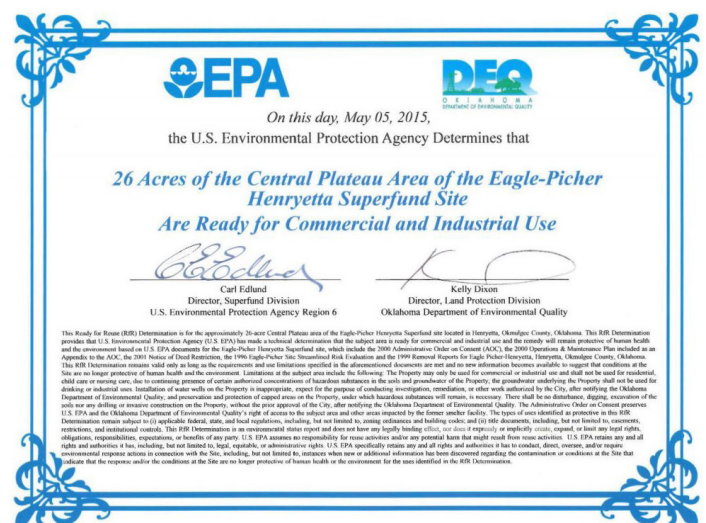 EPA
DEQ
OKLAHOMA
DEPARTMENT OF ENVIRONMENTAL QUALITY
On this day, May 05, 2015,
the U.S. Environmental Protection Agency Determines that
26 Acres of the Central Plateau Area of the Eagle-Picher
Henryetta Superfund Site
Are Ready for Commercial and Industrial Use
Carl Edlund
Director, Superfund Division
U.S. Environmental Protection Agency Region 6
Kelly Dixon
Director, Land Protection Division
Oklahoma Department of Environmental Quality
This Ready for Reuse (RfR) Determination is for the approximately 26-acre Central Plateau area of the Eagle-Picher Henryetta Superfund site located in Henryetta, Okmulgee County, Oklahoma. This RfR Determination
provides that U.S. Environmental Protection Agency (U.S. EPA) has made a technical determination that the subject area is ready for commercial and industrial use and the remedy will remain protective of human health
and the environment based on U.S. EPA documents for the Eagle-Picher Henryetta Superfund site, which include the 2000 Administrative Order on Consent (AOC), the 2000 Operations & Maintenance Plan included as an
Appendix to the AOC, the 2001 Notice of Deed Restriction, the 1996 Eagle-Picher Site Streamlined Risk Evaluation and the 1999 Removal Reports for Eagle Picher-Henryetta, Henryetta, Okmulgee County, Oklahoma.
This RfR Determination remains valid only as long as the requirements and use limitations specified in the aforementioned documents are met and no new information becomes available to suggest that conditions at the
Site are no longer protective of human health and the environment. Limitations at the subject area include the following: The Property may only be used for commercial or industrial use and shall not be used for residential,
child care or nursing care, due to continuing presence of certain authorized concentrations of hazardous substances in the soils and groundwater of the Property, the groundwater underlying the Property shall not be used for
drinking or industrial uses. Installation of water wells on the Property is inappropriate, expect for the purpose of conducting investigation, remediation, or other work authorized by the City, after notifying the Oklahoma
Department of Environmental Quality, and preservation and protection of capped areas on the Property, under which hazardous substances will remain, is necessary. There shall be no disturbance, digging, excavation of the
soils nor any drilling or invasive construction on the Property, without the prior approval of the City, after notifying the Oklahoma Department of Environmental Quality. The Administrative Order on Consent preserves
U.S. EPA and the Oklahoma Department of Environmental Quality's right of access to the subject area and other areas impacted by the former smelter facility. The types of uses identified as protective in this RfR
Determination remain subject to (i) applicable federal, state, and local regulations, including, but not limited to, zoning ordinances and building codes; and (ii) title documents, including, but not limited to, easements,
restrictions, and institutional controls. This RfR Determination is an environmental status report and does not have any legally binding effect, nor does it expressly or implicitly create, expand, or limit any legal rights,
obligations, responsibilities, expectations, or benefits of any party. U.S. EPA assumes no responsibility for reuse activities and/or any potential harm that might result from reuse activities. U.S. EPA retains any and all
rights and authorities it has, including, but not limited to, legal, equitable, or administrative rights. U.S. EPA specifically retains any and all rights and authorities it has to conduct, direct, oversee, and/or require
environmental response actions in connection with the Site, including, but not limited to, instances when new or additional information has been discovered regarding the contamination or conditions at the Site that
indicate that the response and/or the conditions at the Site are no longer protective of human health or the environment for the uses identified in the RfR Determination.